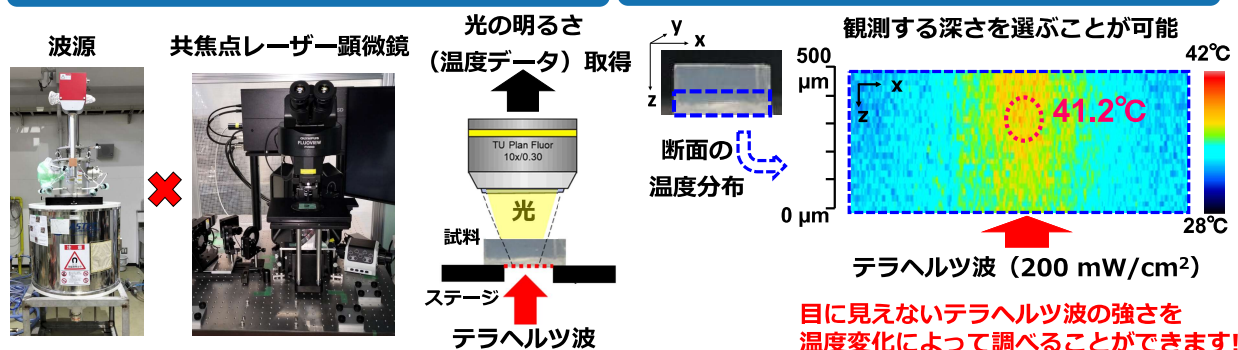 波源
共焦点レーザー顕微鏡
光の明るさ
（温度データ）取得
TU Plan Fluor
10x/0.30
光
試料
ステージ
テラヘルツ波
y
x
z
断面の
温度分布
観測する深さを選ぶことが可能
500
µm
0 µm
x
z
41.2℃
42℃
28℃
テラヘルツ波（200 mW/cm²）
目に見えないテラヘルツ波の強さを
温度変化によって調べることができます!
FLUOVIEW